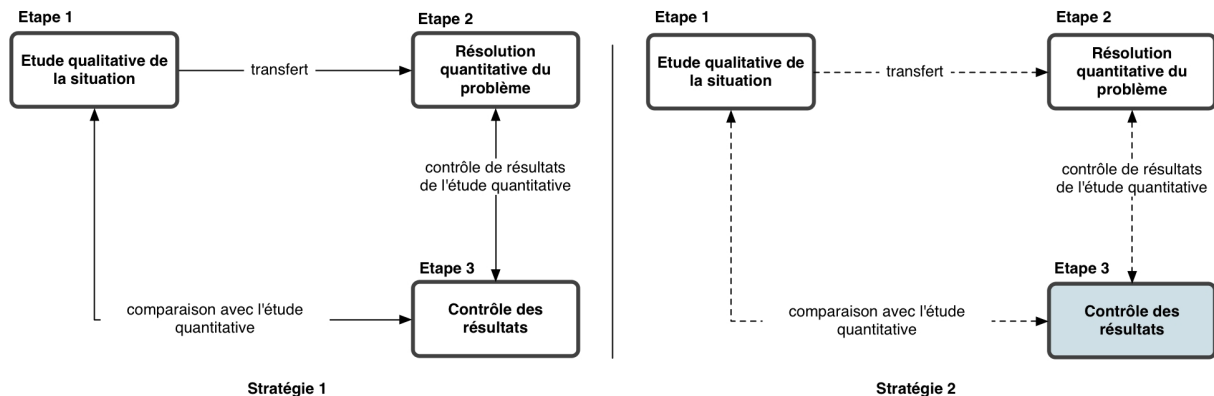 Etape 1
Etude qualitative de
la situation
transfert
Etape 2
Résolution
quantitative du
problème
contrôle de résultats
de l'étude quantitative
Etape 3
Contrôle des
résultats
comparaison avec l'étude
quantitative
Stratégie 1
Etape 1
Etude qualitative de
la situation
transfert
Etape 2
Résolution
quantitative du
problème
contrôle de résultats
de l'étude quantitative
Etape 3
Contrôle des
résultats
comparaison avec l'étude
quantitative
Stratégie 2